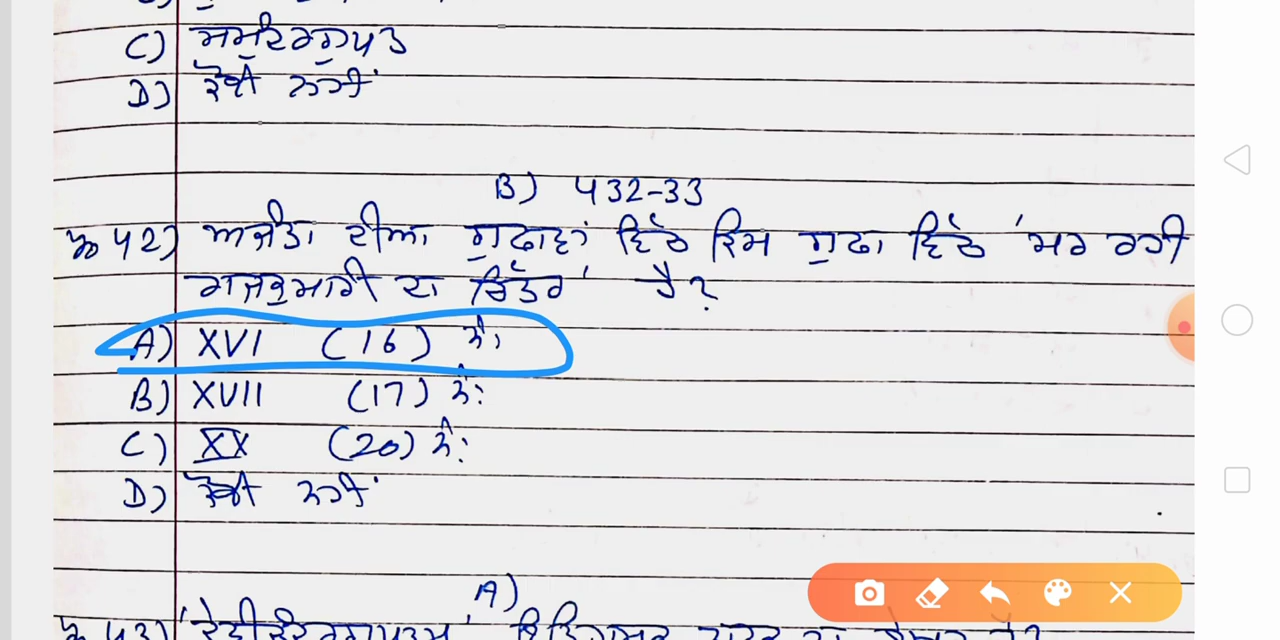 C) ਸਮੁੰਦਰਗੁਪਤ
D) ਕੋਈ ਨਹੀਂ
B) 432-33
ਪ੍ਰ 42) ਅਜੰਤਾ ਦੀਆਂ ਗੁਫਾਵਾਂ ਵਿੱਚੋਂ ਕਿਸ ਗੁਫਾ ਵਿੱਚ 'ਮਰ ਰਹੀ
ਰਾਜਕੁਮਾਰੀ ਦਾ ਚਿੱਤਰ' ਹੈ?
A) XVI (16) ਨੰ:
B) XVII (17) ਨੰ:
C) XX (20) ਨੰ:
D) ਕੋਈ ਨਹੀਂ
A)
ਪ੍ਰ 43)